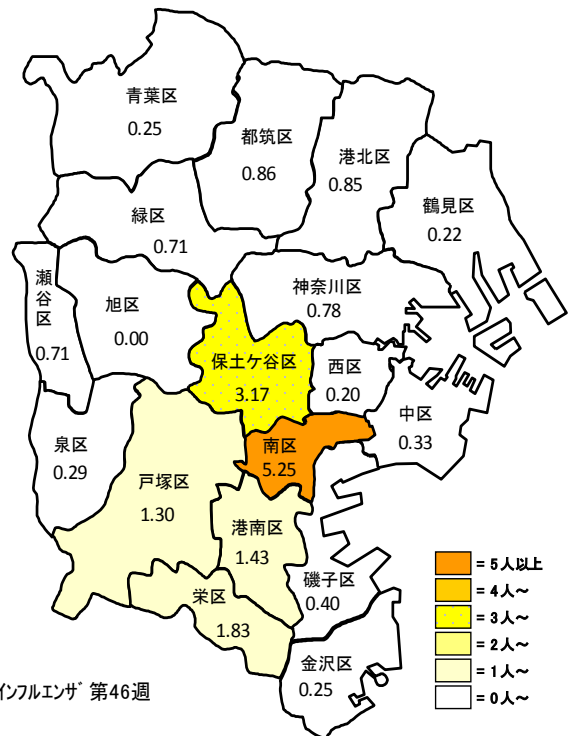 青葉区
0.25
都筑区
0.86
港北区
0.85
鶴見区
0.22
緑区
0.71
瀬谷区
0.71
旭区
0.00
神奈川区
0.78
保土ケ谷区
3.17
西区
0.20
中区
0.33
泉区
0.29
戸塚区
1.30
南区
5.25
港南区
1.43
磯子区
0.40
栄区
1.83
金沢区
0.25
= 5人以上
= 4人～
= 3人～
= 2人～
= 1人～
= 0人～
インフルエンザ 第46週